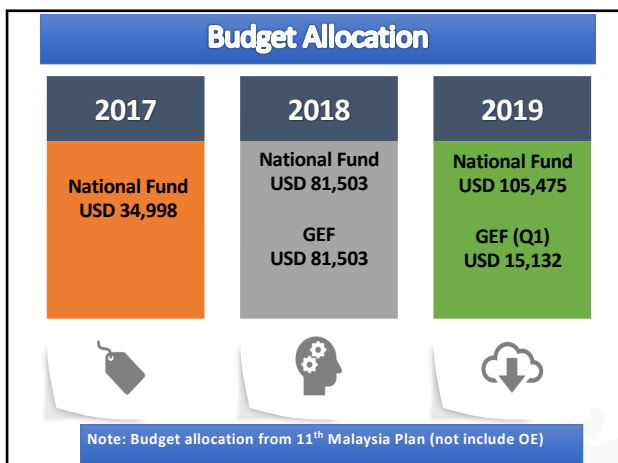 Budget Allocation
2017
National Fund
USD 34,998
2018
National Fund
USD 81,503
GEF
USD 81,503
2019
National Fund
USD 105,475
GEF (Q1)
USD 15,132
Note: Budget allocation from 11th Malaysia Plan (not include OE)